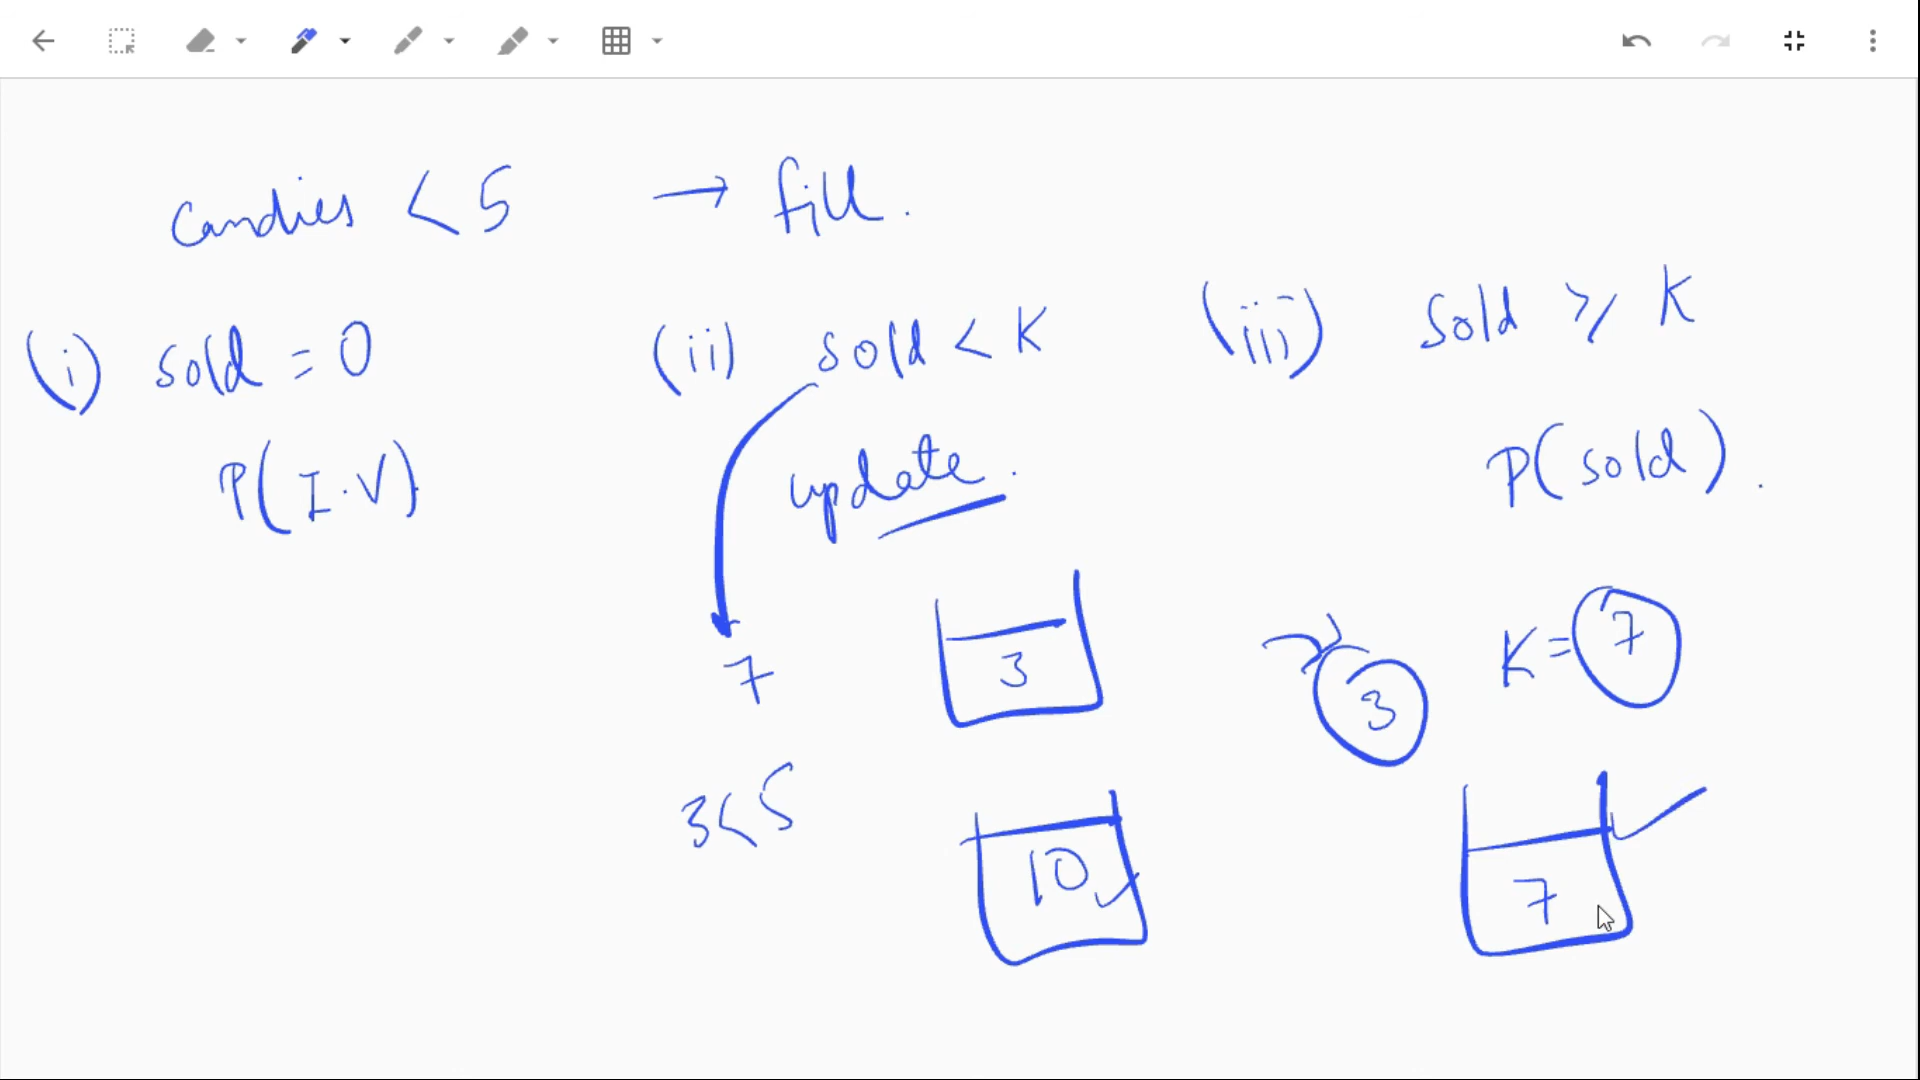 candies < 5 → fill.
(i) sold = 0 (ii) sold < K (iii) sold ≥ K
P(I.V) update. P(sold).
7 3 3 K = 7
3 < 5 10 7